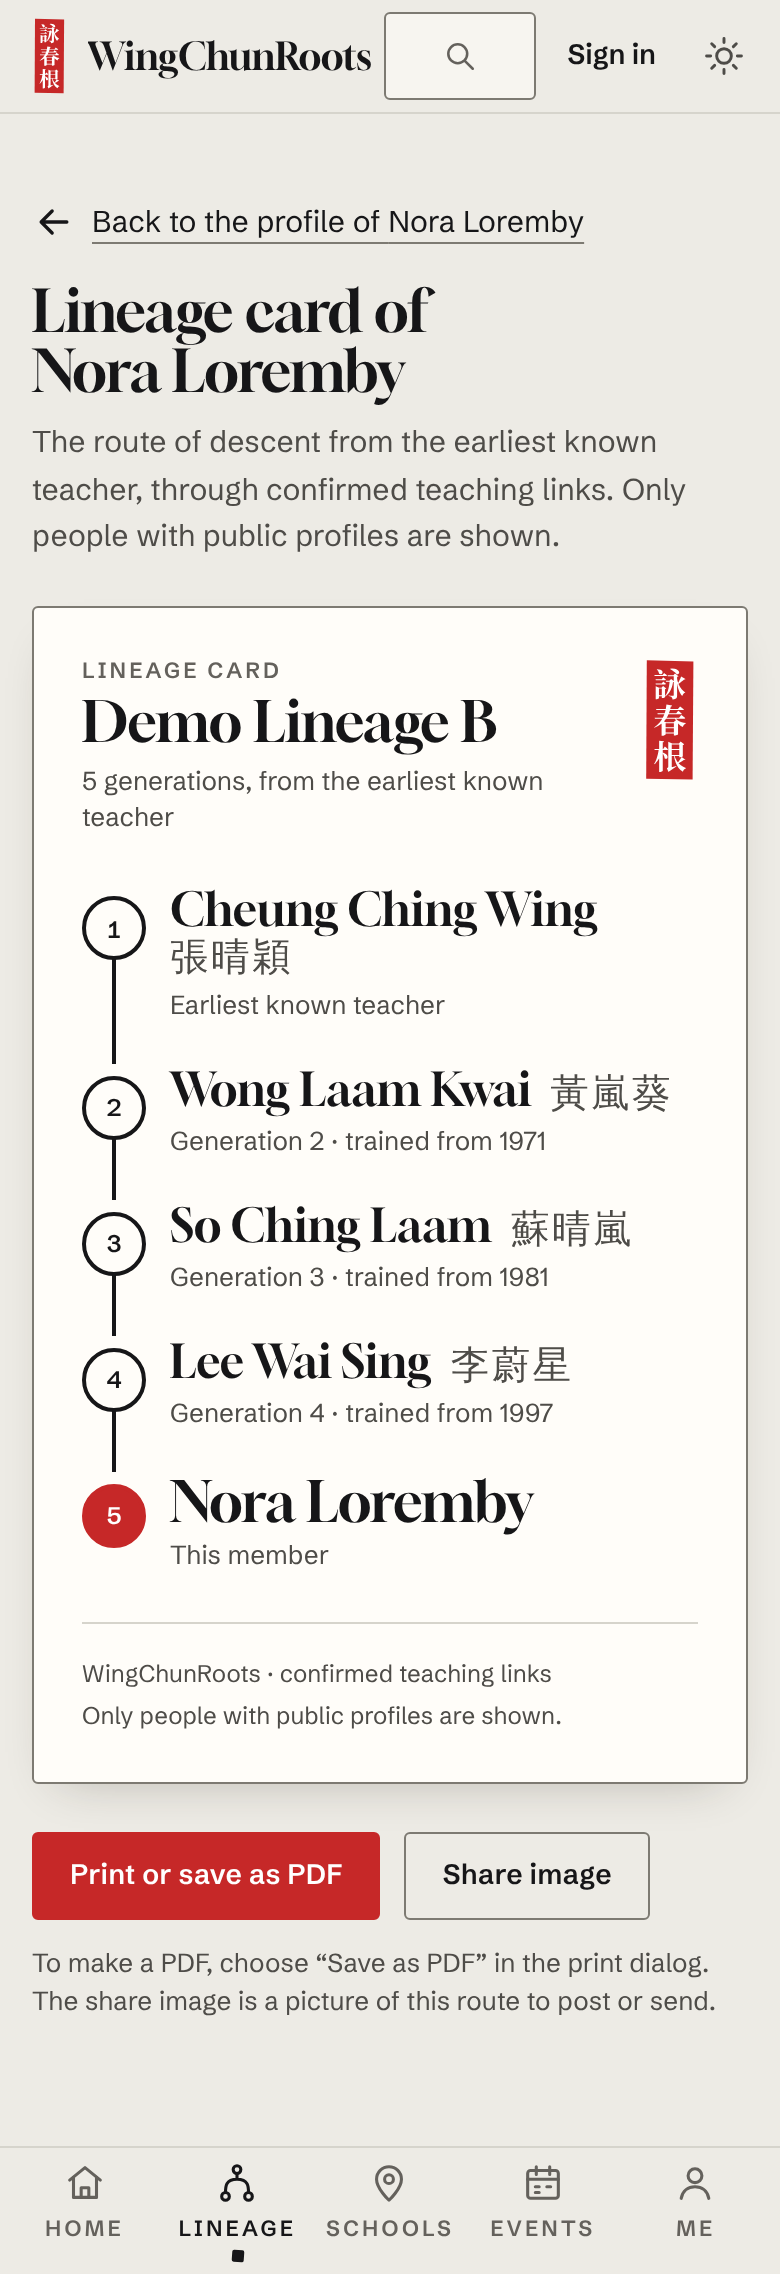 詠春根
WingChunRoots
Sign in
Back to the profile of Nora Loremby
Lineage card of
Nora Loremby
The route of descent from the earliest known
teacher, through confirmed teaching links. Only
people with public profiles are shown.
LINEAGE CARD
Demo Lineage B
5 generations, from the earliest known
teacher
詠春根
1
Cheung Ching Wing
張晴穎
Earliest known teacher
2
Wong Laam Kwai 黃嵐葵
Generation 2 · trained from 1971
3
So Ching Laam 蘇晴嵐
Generation 3 · trained from 1981
4
Lee Wai Sing 李蔚星
Generation 4 · trained from 1997
5
Nora Loremby
This member
WingChunRoots · confirmed teaching links
Only people with public profiles are shown.
Print or save as PDF
Share image
To make a PDF, choose “Save as PDF” in the print dialog.
The share image is a picture of this route to post or send.
HOME
LINEAGE
SCHOOLS
EVENTS
ME